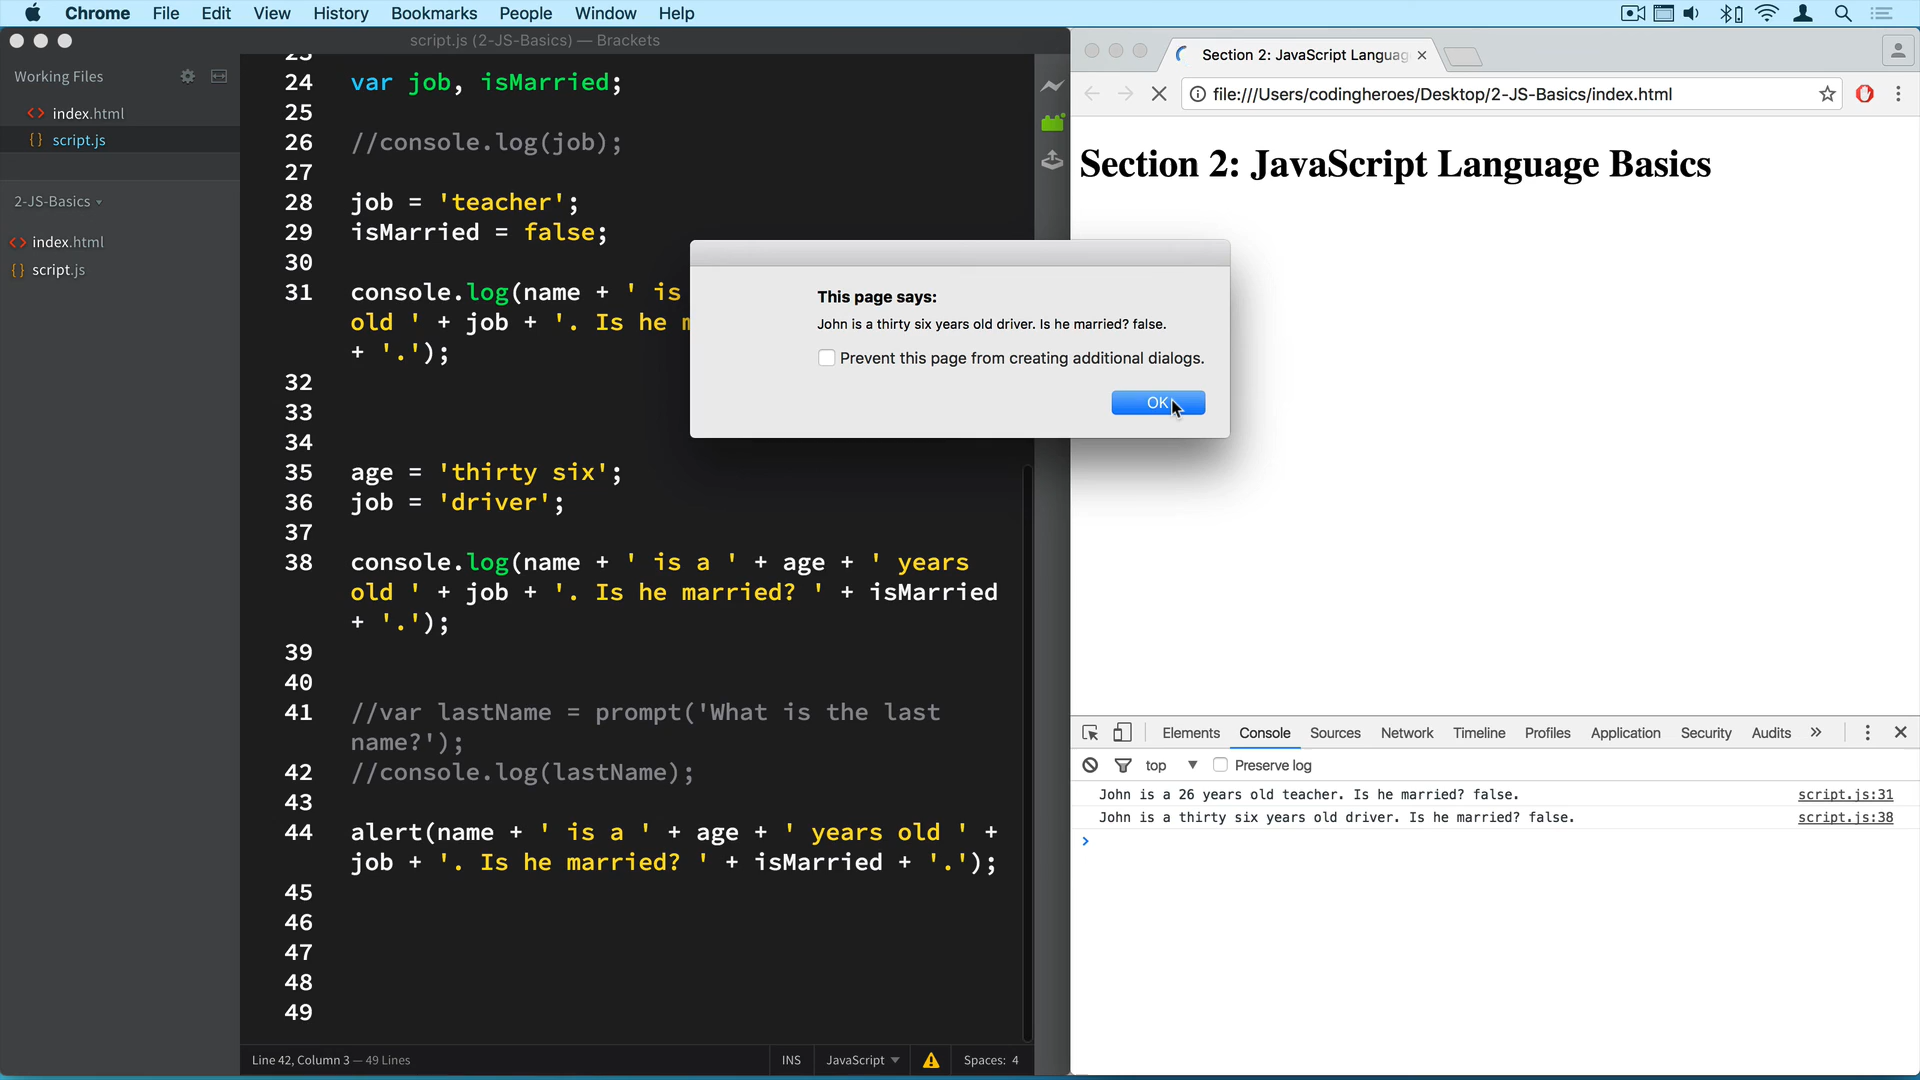 Chrome File Edit View History Bookmarks People Window Help
script.js (2-JS-Basics) — Brackets
Working Files
<> index.html
{} script.js
2-JS-Basics
<> index.html
{} script.js
24 var job, isMarried;
25
26 //console.log(job);
27
28 job = 'teacher';
29 isMarried = false;
30
31 console.log(name + ' is
old ' + job + '. Is he
+ '.');
32
33
34
35 age = 'thirty six';
36 job = 'driver';
37
38 console.log(name + ' is a ' + age + ' years
old ' + job + '. Is he married? ' + isMarried
+ '.');
39
40
41 //var lastName = prompt('What is the last
name?');
42 //console.log(lastName);
43
44 alert(name + ' is a ' + age + ' years old ' +
job + '. Is he married? ' + isMarried + '.');
45
46
47
48
49
Line 42, Column 3 — 49 Lines
INS JavaScript Spaces: 4
This page says:
John is a thirty six years old driver. Is he married? false.
Prevent this page from creating additional dialogs.
OK
Section 2: JavaScript Languag
file:///Users/codingheroes/Desktop/2-JS-Basics/index.html
Section 2: JavaScript Language Basics
Elements Console Sources Network Timeline Profiles Application Security Audits »
top Preserve log
John is a 26 years old teacher. Is he married? false. script.js:31
John is a thirty six years old driver. Is he married? false. script.js:38